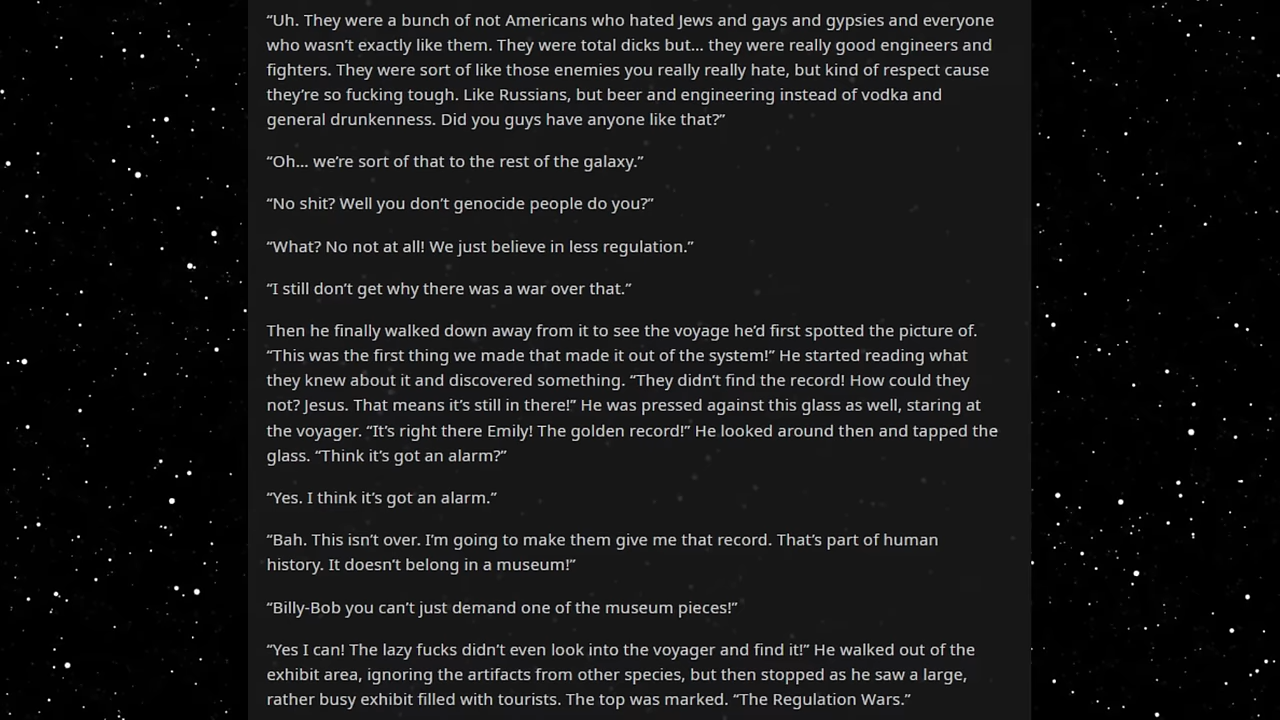 “Uh. They were a bunch of not Americans who hated Jews and gays and gypsies and everyone
who wasn’t exactly like them. They were total dicks but... they were really good engineers and
fighters. They were sort of like those enemies you really really hate, but kind of respect cause
they’re so fucking tough. Like Russians, but beer and engineering instead of vodka and
general drunkenness. Did you guys have anyone like that?”
“Oh... we’re sort of that to the rest of the galaxy.”
“No shit? Well you don’t genocide people do you?”
“What? No not at all! We just believe in less regulation.”
“I still don’t get why there was a war over that.”
Then he finally walked down away from it to see the voyage he’d first spotted the picture of.
“This was the first thing we made that made it out of the system!” He started reading what
they knew about it and discovered something. “They didn’t find the record! How could they
not? Jesus. That means it’s still in there!” He was pressed against this glass as well, staring at
the voyager. “It’s right there Emily! The golden record!” He looked around then and tapped the
glass. “Think it’s got an alarm?”
“Yes. I think it’s got an alarm.”
“Bah. This isn’t over. I’m going to make them give me that record. That’s part of human
history. It doesn’t belong in a museum!”
“Billy-Bob you can’t just demand one of the museum pieces!”
“Yes I can! The lazy fucks didn’t even look into the voyager and find it!” He walked out of the
exhibit area, ignoring the artifacts from other species, but then stopped as he saw a large,
rather busy exhibit filled with tourists. The top was marked. “The Regulation Wars.”